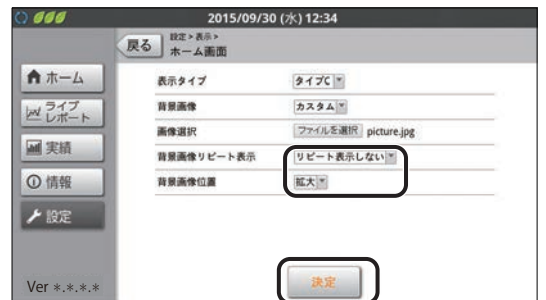 2015/09/30 (水) 12:34
戻る
設定>表示>
ホーム画面
ホーム
ライブ
レポート
実績
情報
設定
Ver *.*.*.*
表示タイプ タイプC
背景画像 カスタム
画像選択 ファイルを選択 picture.jpg
背景画像リピート表示 リピート表示しない
背景画像位置 拡大
決定